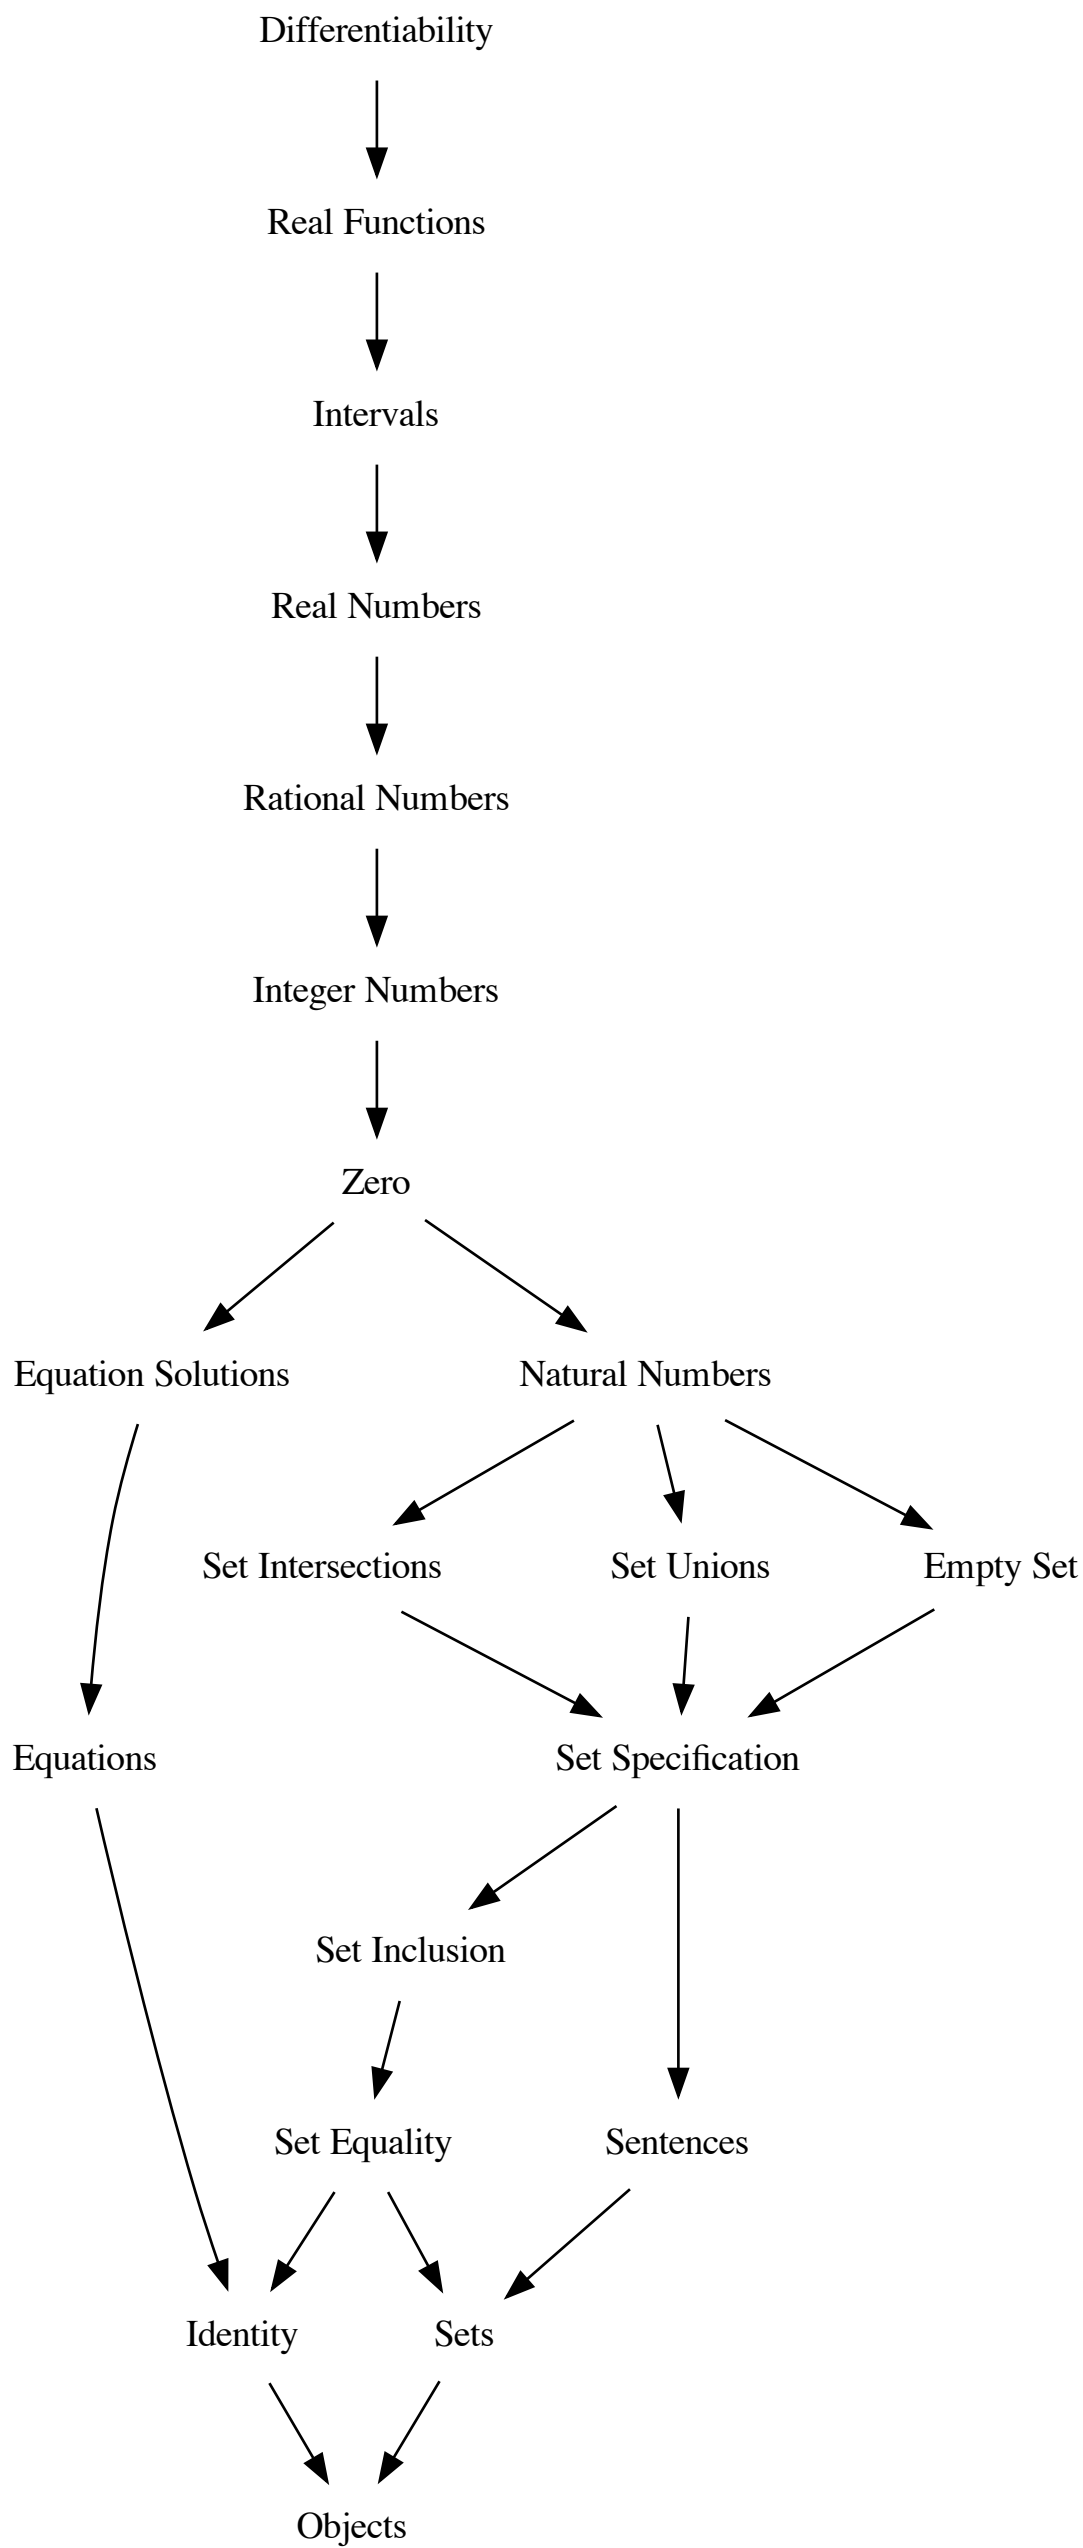 Differentiability
Real Functions
Intervals
Real Numbers
Rational Numbers
Integer Numbers
Zero
Equation Solutions
Natural Numbers
Set Intersections
Set Unions
Empty Set
Equations
Set Specification
Set Inclusion
Set Equality
Sentences
Identity
Sets
Objects